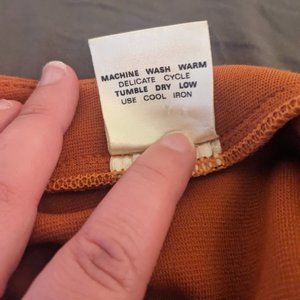 MACHINE WASH WARM
DELICATE CYCLE
TUMBLE DRY LOW
USE COOL IRON